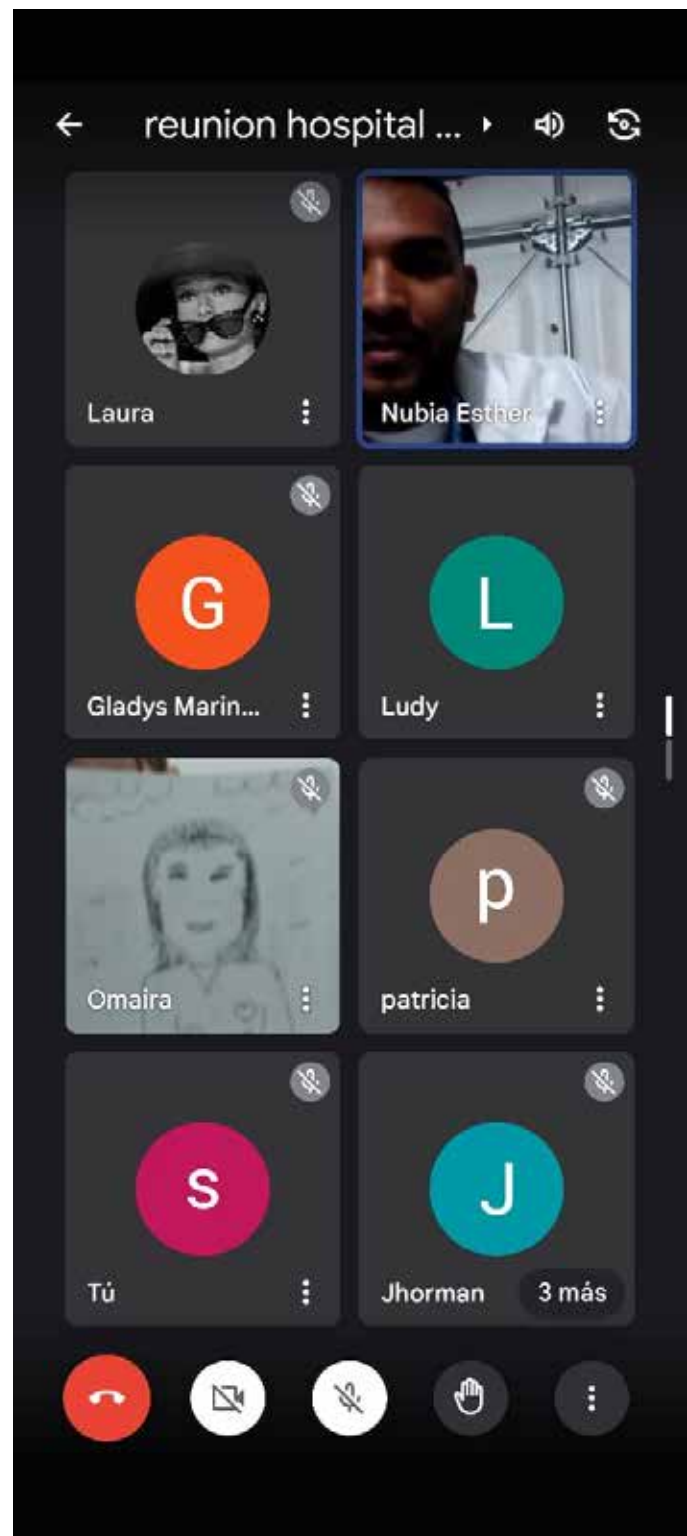 reunion hospital ...
Laura
Nubia Esther
G
Gladys Marin...
L
Ludy
Omaira
p
patricia
S
Tú
J
Jhorman
3 más